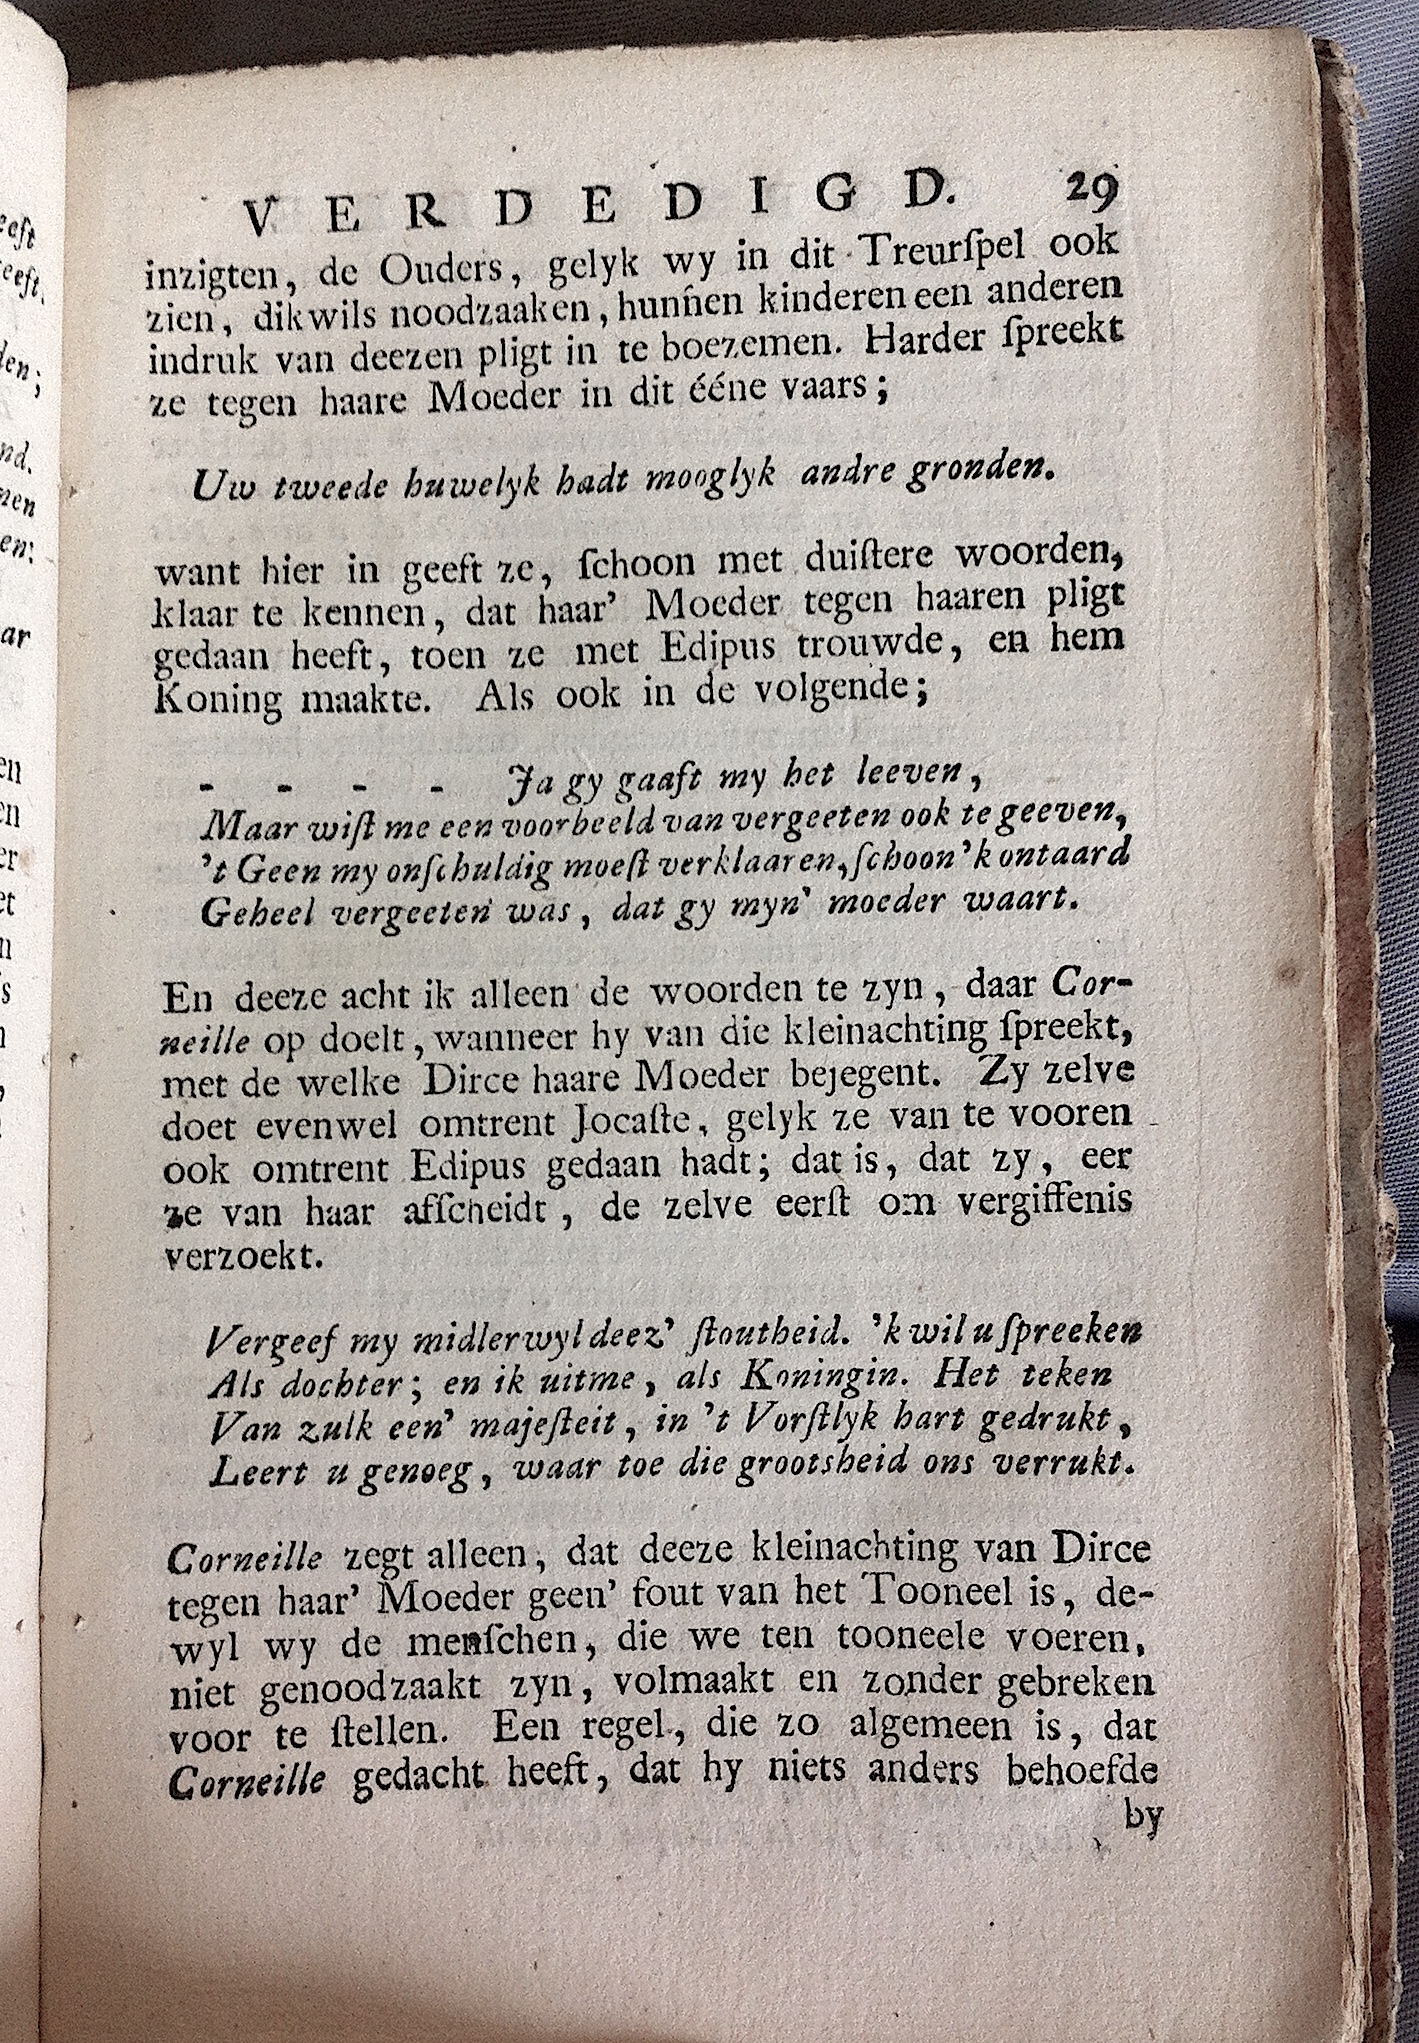 VERDEDIGD. 29
inzigten, de Ouders, gelyk wy in dit Treurſpel ook
zien, dikwils noodzaaken, hunnen kinderen een anderen
indruk van deezen pligt in te boezemen. Harder ſpreekt
ze tegen haare Moeder in dit ééne vaars;
Uw tweede huwelyk hadt mooglyk andre gronden.
want hier in geeft ze, ſchoon met duiſtere woorden,
klaar te kennen, dat haar' Moeder tegen haaren pligt
gedaan heeft, toen ze met Edipus trouwde, en hem
Koning maakte. Als ook in de volgende;
- - - - Ja gy gaaft my het leeven,
Maar wiſt me een voorbeeld van vergeeten ook te geeven,
't Geen my onſchuldig moeſt verklaaren, ſchoon 'k ontaard
Geheel vergeeten was, dat gy myn' moeder waart.
En deeze acht ik alleen de woorden te zyn, daar Cor-
neille op doelt, wanneer hy van die kleinachting ſpreekt,
met de welke Dirce haare Moeder bejegent. Zy zelve
doet evenwel omtrent Jocaſte, gelyk ze van te vooren
ook omtrent Edipus gedaan hadt; dat is, dat zy, eer
ze van haar afſcheidt, de zelve eerſt om vergiffenis
verzoekt.
Vergeef my midlerwyl deez' ſtoutheid. 'k wil u ſpreeken
Als dochter; en ik uitme, als Koningin. Het teken
Van zulk een' majeſteit, in 't Vorſtlyk hart gedrukt,
Leert u genoeg, waar toe die grootsheid ons verrukt.
Corneille zegt alleen, dat deeze kleinachting van Dirce
tegen haar' Moeder geen' fout van het Tooneel is, de-
wyl wy de menſchen, die we ten tooneele voeren,
niet genoodzaakt zyn, volmaakt en zonder gebreken
voor te ſtellen. Een regel, die zo algemeen is, dat
Corneille gedacht heeft, dat hy niets anders behoefde
by